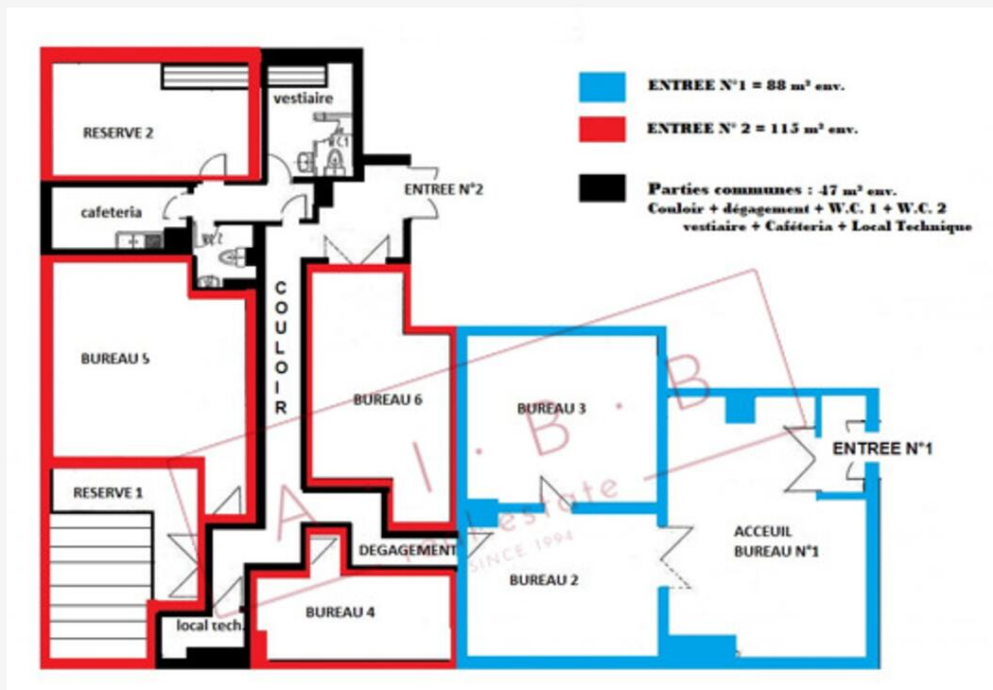 ENTREE N°1 = 88 m² env.
ENTREE N° 2 = 115 m² env.
Parties communes : 47 m² env.
Couloir + dégagement + W.C. 1 + W.C. 2
vestiaire + Caféteria + Local Technique
RESERVE 2
vestiaire
WC1
ENTREE N°2
cafeteria
WC2
COULOIR
BUREAU 5
BUREAU 6
BUREAU 3
ENTREE N°1
RESERVE 1
ACCEUIL
BUREAU N°1
DEGAGEMENT
BUREAU 2
BUREAU 4
local tech.
A . I . B . B
real estate
SINCE 1994